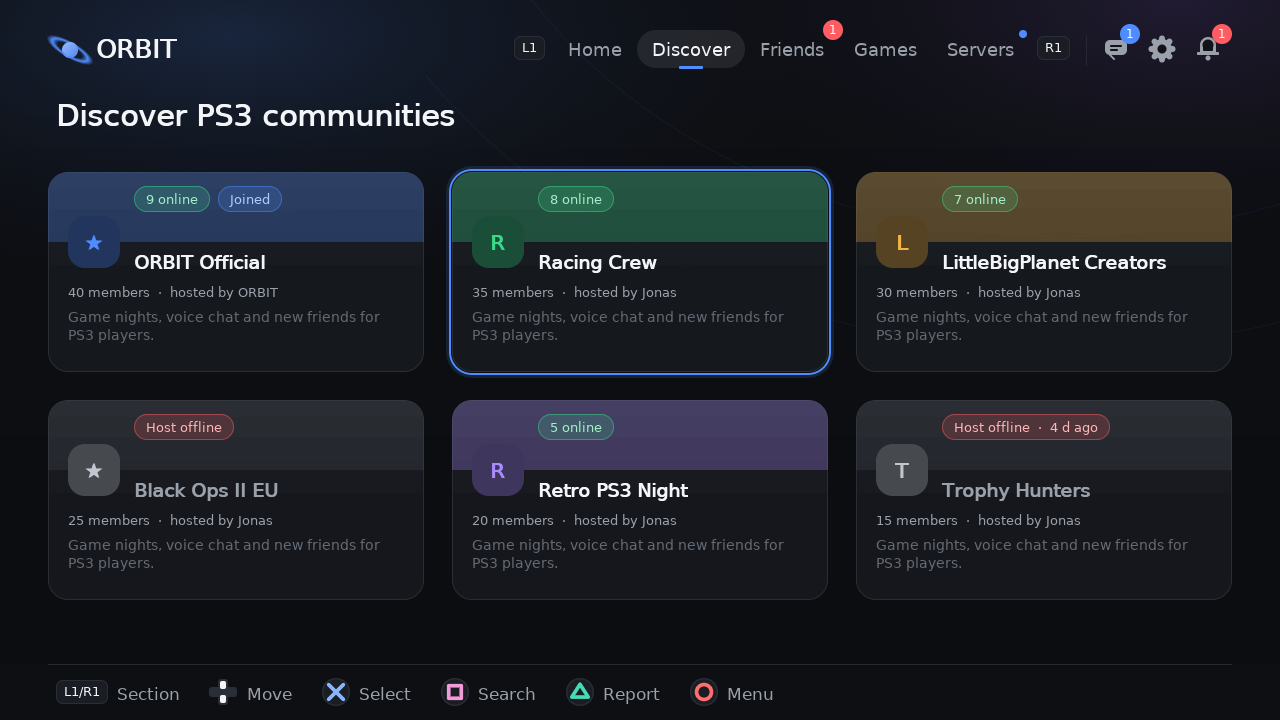 ORBIT
L1 Home Discover Friends 1 Games Servers R1 1 1
Discover PS3 communities
9 online Joined
ORBIT Official
40 members · hosted by ORBIT
Game nights, voice chat and new friends for
PS3 players.
8 online
R
Racing Crew
35 members · hosted by Jonas
Game nights, voice chat and new friends for
PS3 players.
7 online
L
LittleBigPlanet Creators
30 members · hosted by Jonas
Game nights, voice chat and new friends for
PS3 players.
Host offline
Black Ops II EU
25 members · hosted by Jonas
Game nights, voice chat and new friends for
PS3 players.
5 online
R
Retro PS3 Night
20 members · hosted by Jonas
Game nights, voice chat and new friends for
PS3 players.
Host offline · 4 d ago
T
Trophy Hunters
15 members · hosted by Jonas
Game nights, voice chat and new friends for
PS3 players.
L1/R1 Section Move Select Search Report Menu